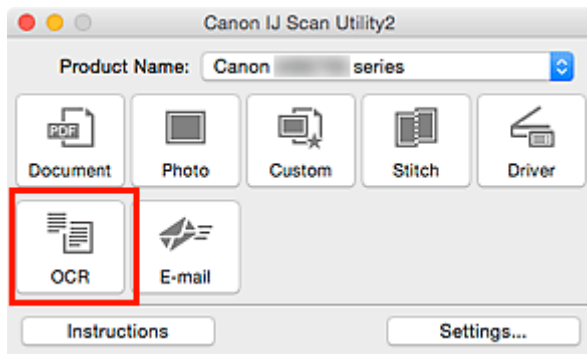 Canon IJ Scan Utility2
Product Name: Canon series
PDF
Document Photo Custom Stitch Driver
OCR E-mail
Instructions Settings...